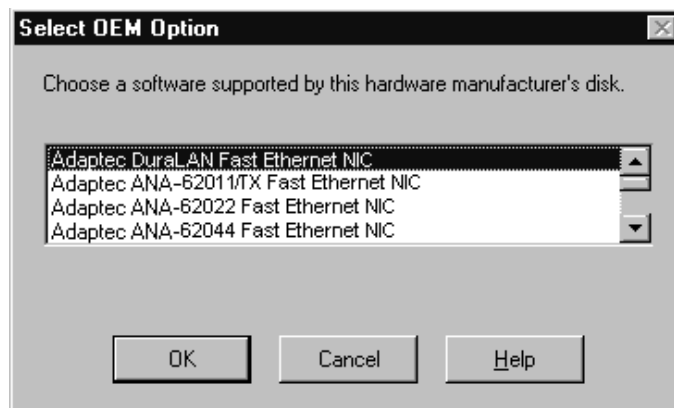 Select OEM Option
Choose a software supported by this hardware manufacturer's disk.
Adaptec DuraLAN Fast Ethernet NIC
Adaptec ANA-62011/TX Fast Ethernet NIC
Adaptec ANA-62022 Fast Ethernet NIC
Adaptec ANA-62044 Fast Ethernet NIC
OK Cancel Help